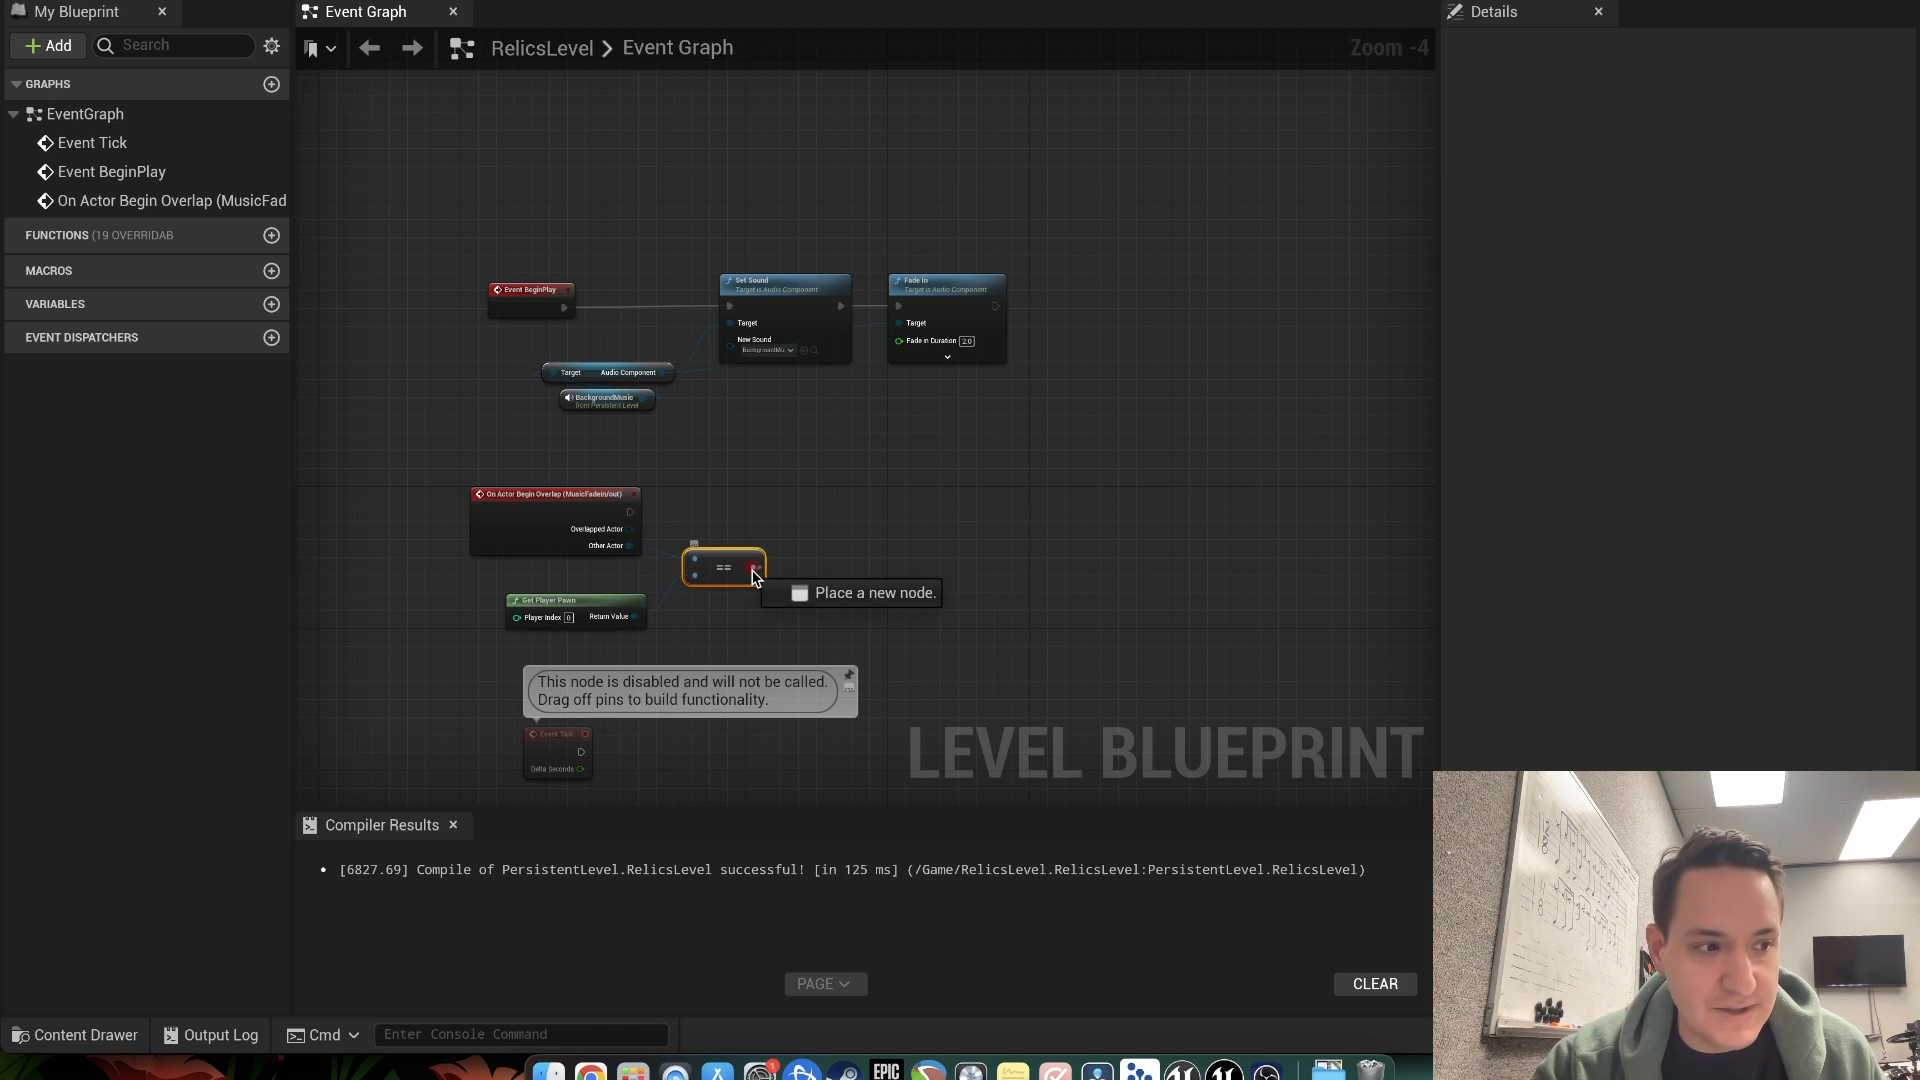 My Blueprint
Event Graph
Details
Add
Search
RelicsLevel > Event Graph
Zoom -4
GRAPHS
EventGraph
Event Tick
Event BeginPlay
On Actor Begin Overlap (MusicFad
FUNCTIONS (19 OVERRIDAB
MACROS
VARIABLES
EVENT DISPATCHERS
Event BeginPlay
Set Sound
Target is Audio Component
Target
New Sound
BackgroundMu
Fade In
Target is Audio Component
Target
Fade in Duration 2.0
Target Audio Component
BackgroundMusic
from Persistent Level
On Actor Begin Overlap (MusicFadein/out)
Overlapped Actor
Other Actor
==
Place a new node.
Get Player Pawn
Player Index 0 Return Value
This node is disabled and will not be called.
Drag off pins to build functionality.
Event Tick
Delta Seconds
LEVEL BLUEPRINT
Compiler Results
[6827.69] Compile of PersistentLevel.RelicsLevel successful! [in 125 ms] (/Game/RelicsLevel.RelicsLevel:PersistentLevel.RelicsLevel)
PAGE
CLEAR
Content Drawer
Output Log
Cmd
Enter Console Command
EPIC